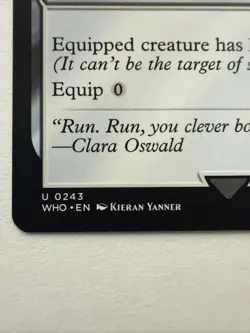 Equipped creature has
(It can't be the target of
Equip 0
"Run. Run, you clever
—Clara Oswald
U 0243
WHO • EN KIERAN YANNER